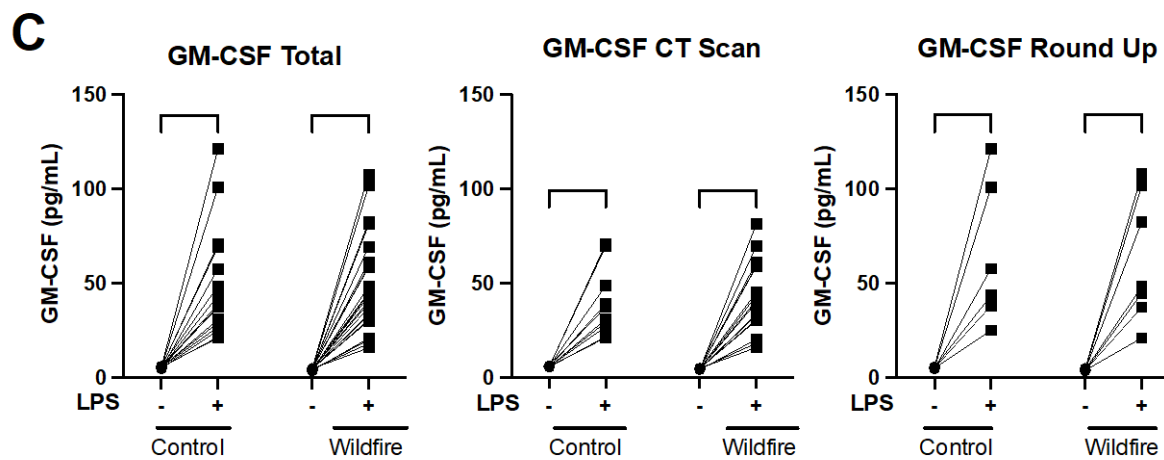 C
GM-CSF Total
GM-CSF (pg/mL)
150
100
50
0
LPS
- + - +
Control Wildfire
GM-CSF CT Scan
GM-CSF (pg/mL)
150
100
50
0
LPS
- + - +
Control Wildfire
GM-CSF Round Up
GM-CSF (pg/mL)
150
100
50
0
LPS
- + - +
Control Wildfire